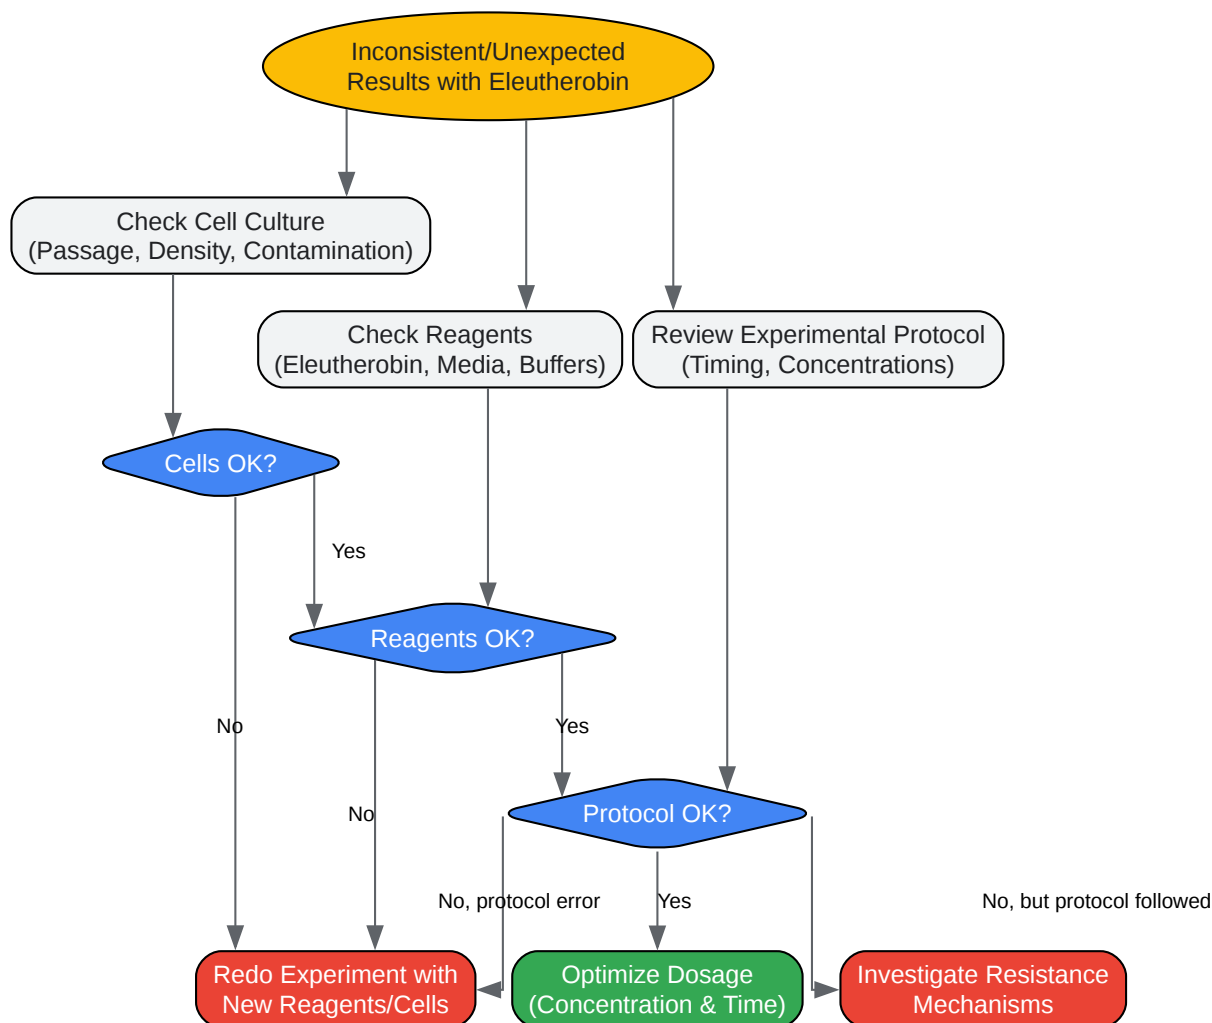 Inconsistent/Unexpected
Results with Eleutherobin
Check Cell Culture
(Passage, Density, Contamination)
Check Reagents
(Eleutherobin, Media, Buffers)
Review Experimental Protocol
(Timing, Concentrations)
Cells OK?
Yes
Reagents OK?
No
Yes
No
Protocol OK?
No, protocol error
Yes
No, but protocol followed
Redo Experiment with
New Reagents/Cells
Optimize Dosage
(Concentration & Time)
Investigate Resistance
Mechanisms